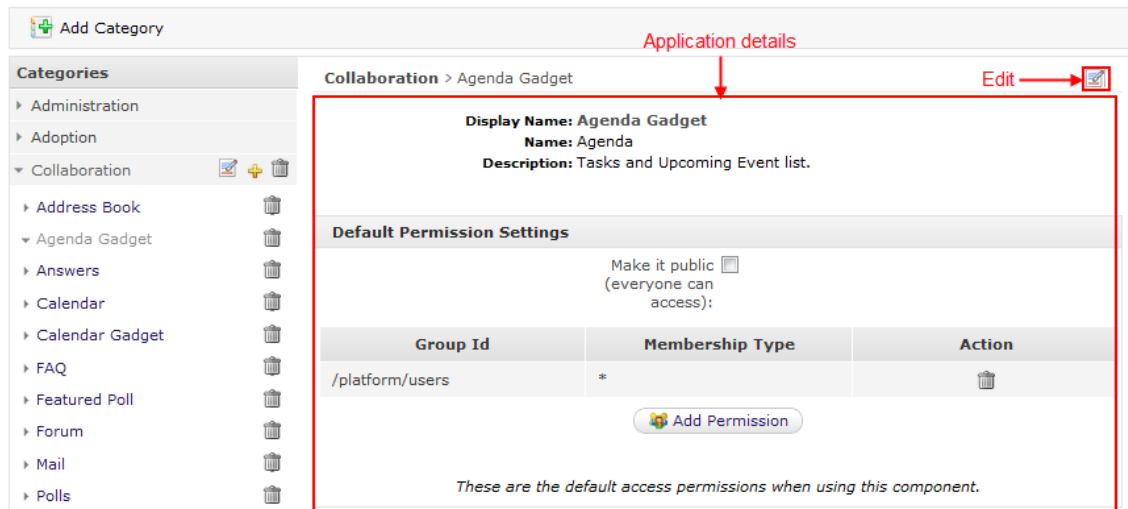 Add Category
Application details
Categories
Collaboration > Agenda Gadget
Edit
Administration
Adoption
Collaboration
Address Book
Agenda Gadget
Answers
Calendar
Calendar Gadget
FAQ
Featured Poll
Forum
Mail
Polls
Display Name: Agenda Gadget
Name: Agenda
Description: Tasks and Upcoming Event list.
Default Permission Settings
Make it public
(everyone can
access):
Group Id Membership Type Action
/platform/users *
Add Permission
These are the default access permissions when using this component.